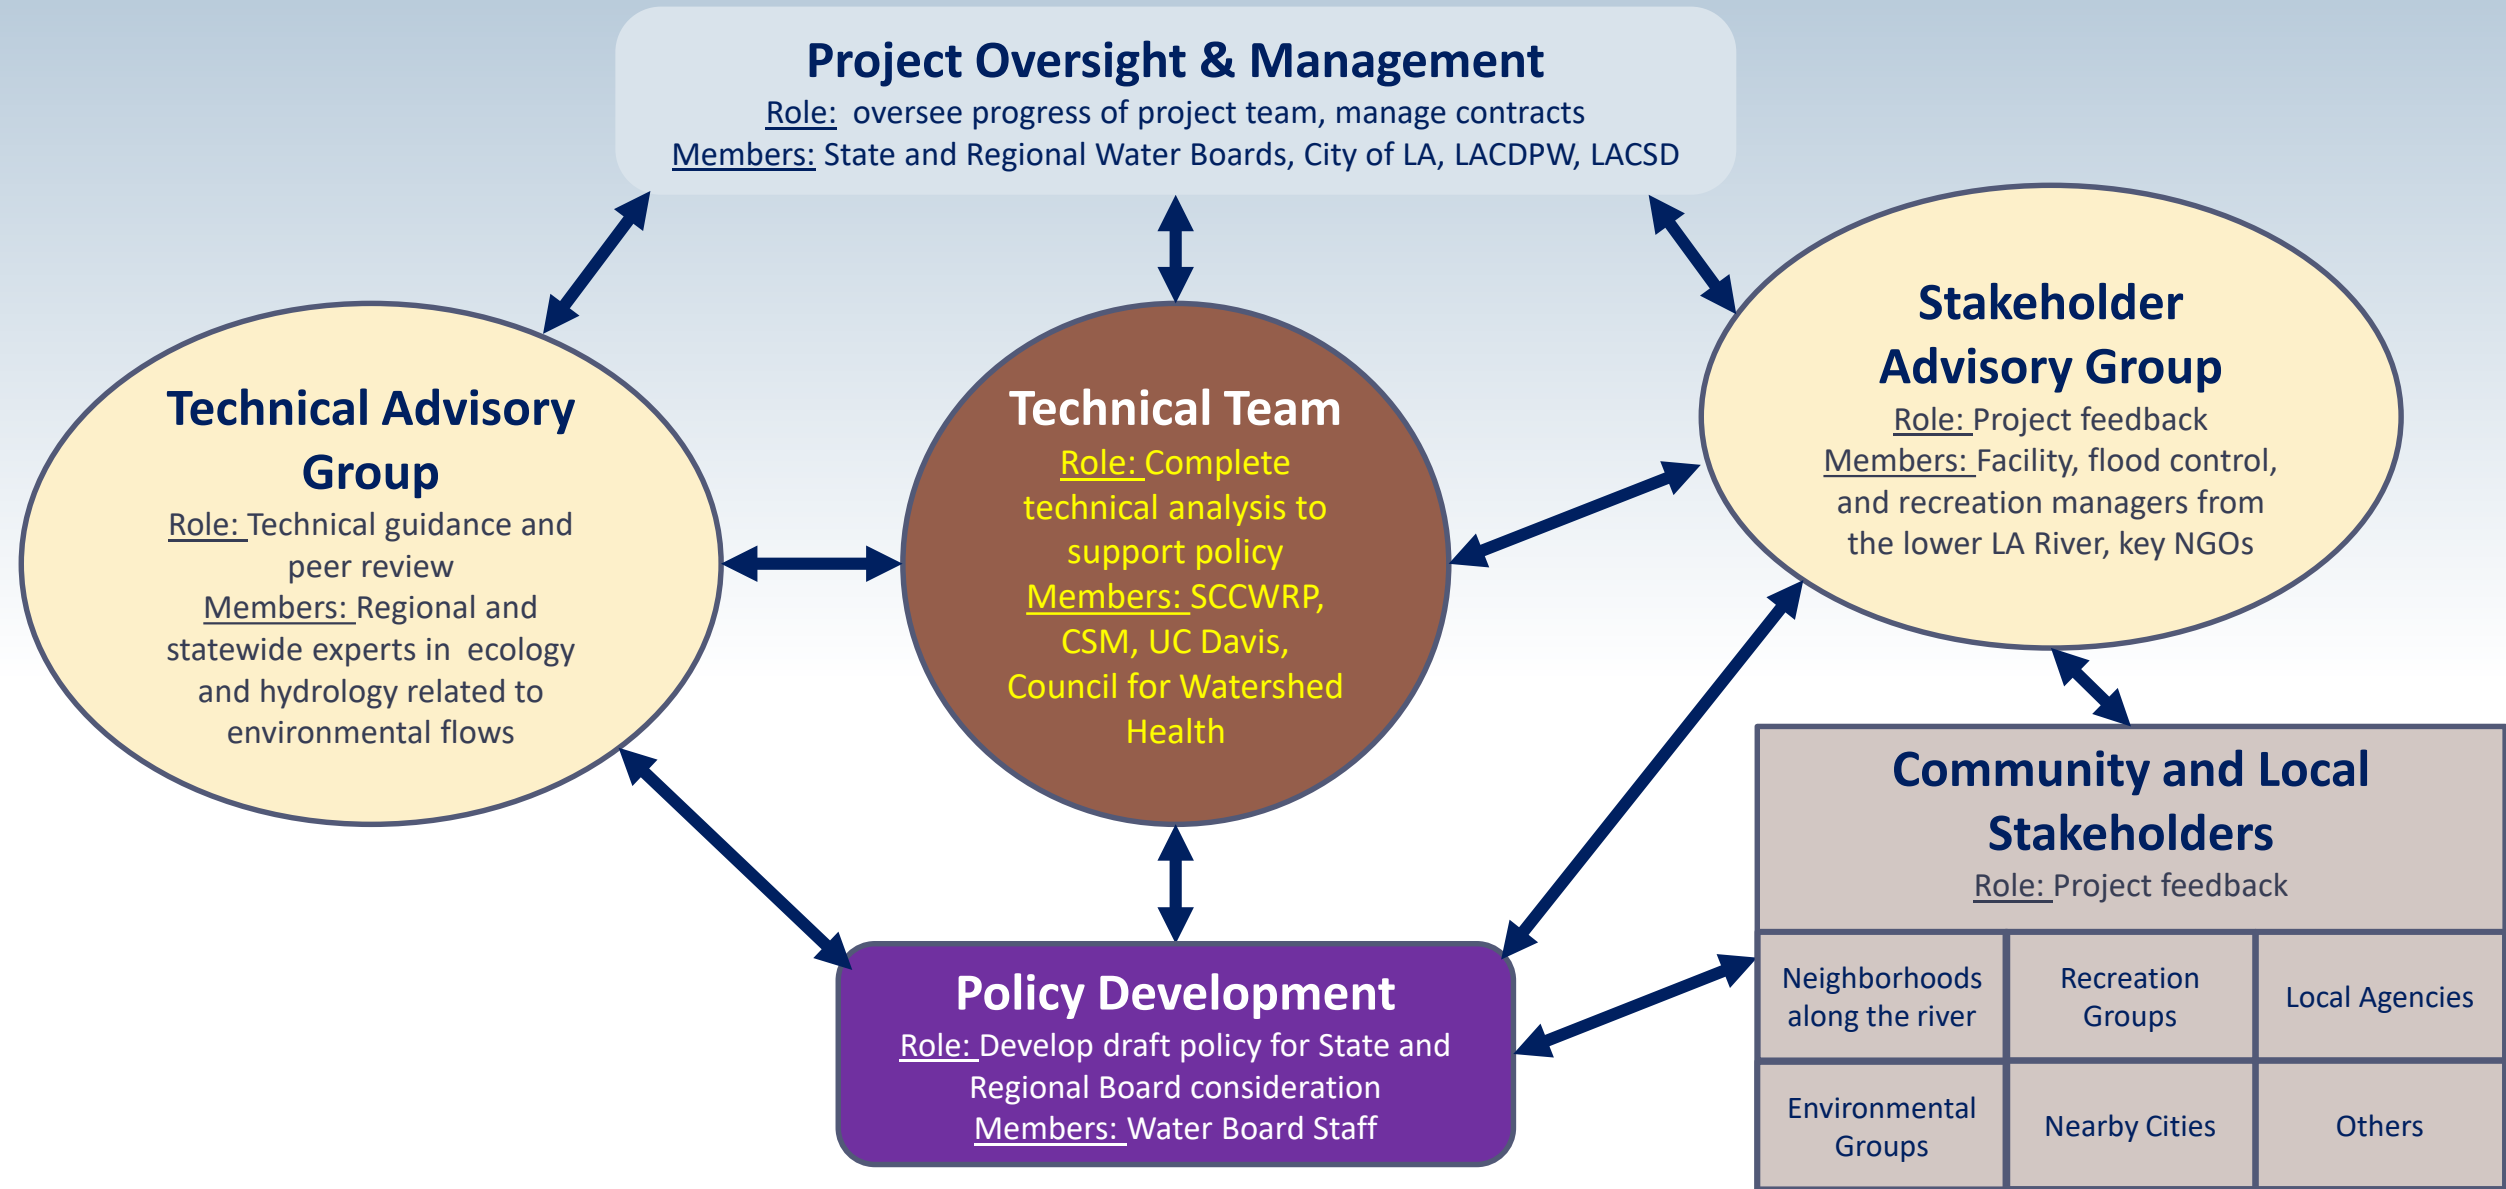 Project Oversight & Management
Role: oversee progress of project team, manage contracts
Members: State and Regional Water Boards, City of LA, LACDPW, LACSD
Technical Advisory
Group
Role: Technical guidance and
peer review
Members: Regional and
statewide experts in ecology
and hydrology related to
environmental flows
Technical Team
Role: Complete
technical analysis to
support policy
Members: SCCWRP,
CSM, UC Davis,
Council for Watershed
Health
Stakeholder
Advisory Group
Role: Project feedback
Members: Facility, flood control,
and recreation managers from
the lower LA River, key NGOs
Policy Development
Role: Develop draft policy for State and
Regional Board consideration
Members: Water Board Staff
Community and Local
Stakeholders
Role: Project feedback
Neighborhoods
along the river
Recreation
Groups
Local Agencies
Environmental
Groups
Nearby Cities
Others